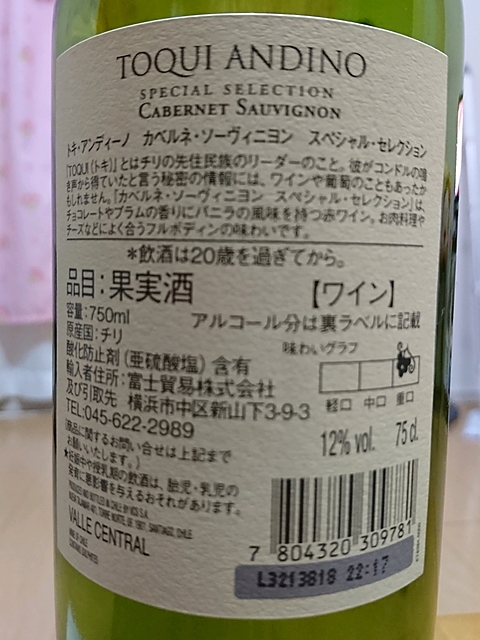 TOQUI ANDINO
SPECIAL SELECTION
CABERNET SAUVIGNON
トキ・アンディーノ カベルネ・ソーヴィニヨン スペシャル・セレクション
「TOQUI（トキ）」とはチリの先住民族のリーダーのこと。彼がコンドルの鳴
き声から得ていたと言う秘密の情報には、ワインや葡萄のこともあったか
もしれません。「カベルネ・ソーヴィニヨン スペシャル・セレクション」は、
チョコレートやプラムの香りにバニラの風味を持つ赤ワイン。お肉料理や
チーズなどによく合うフルボディンの味わいです。
*飲酒は20歳を過ぎてから。
品目：果実酒 【ワイン】
容量：750ml アルコール分は裏ラベルに記載
原産国：チリ
味わいグラフ
酸化防止剤（亜硫酸塩）含有
輸入者住所：富士貿易株式会社
及び引取先 横浜市中区新山下3-9-3
軽口 中口 重口
TEL:045-622-2989
12% vol. 75 cl.
（商品に関するお問い合せは上記まで
お願いいたします。）
*妊娠中や授乳期の飲酒は、胎児・乳児の
発育に悪影響を与えるおそれがあります。
PRODUCED AND BOTTLED IN CHILE BY
SANTIAGO, CHILE
VALLE CENTRAL
7 804320 309781
L3213818 22:17